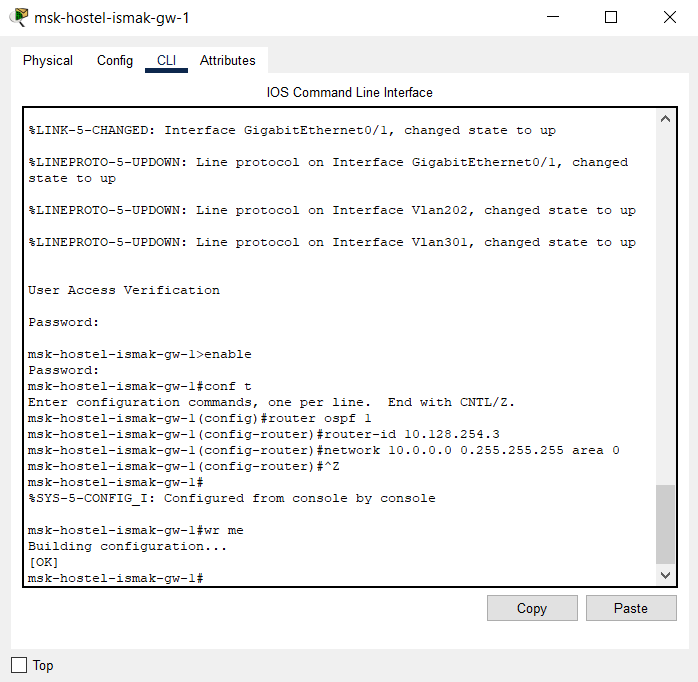 msk-hostel-ismak-gw-1
Physical Config CLI Attributes
IOS Command Line Interface
%LINK-5-CHANGED: Interface GigabitEthernet0/1, changed state to up
%LINEPROTO-5-UPDOWN: Line protocol on Interface GigabitEthernet0/1, changed
state to up
%LINEPROTO-5-UPDOWN: Line protocol on Interface Vlan202, changed state to up
%LINEPROTO-5-UPDOWN: Line protocol on Interface Vlan301, changed state to up
User Access Verification
Password:
msk-hostel-ismak-gw-1>enable
Password:
msk-hostel-ismak-gw-1#conf t
Enter configuration commands, one per line.  End with CNTL/Z.
msk-hostel-ismak-gw-1(config)#router ospf 1
msk-hostel-ismak-gw-1(config-router)#router-id 10.128.254.3
msk-hostel-ismak-gw-1(config-router)#network 10.0.0.0 0.255.255.255 area 0
msk-hostel-ismak-gw-1(config-router)#^Z
msk-hostel-ismak-gw-1#
%SYS-5-CONFIG_I: Configured from console by console
msk-hostel-ismak-gw-1#wr me
Building configuration...
[OK]
msk-hostel-ismak-gw-1#
Copy Paste
Top